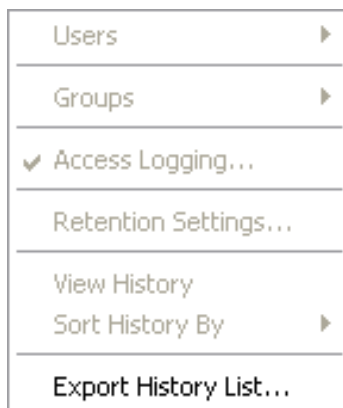 Users
Groups
Access Logging...
Retention Settings...
View History
Sort History By
Export History List...